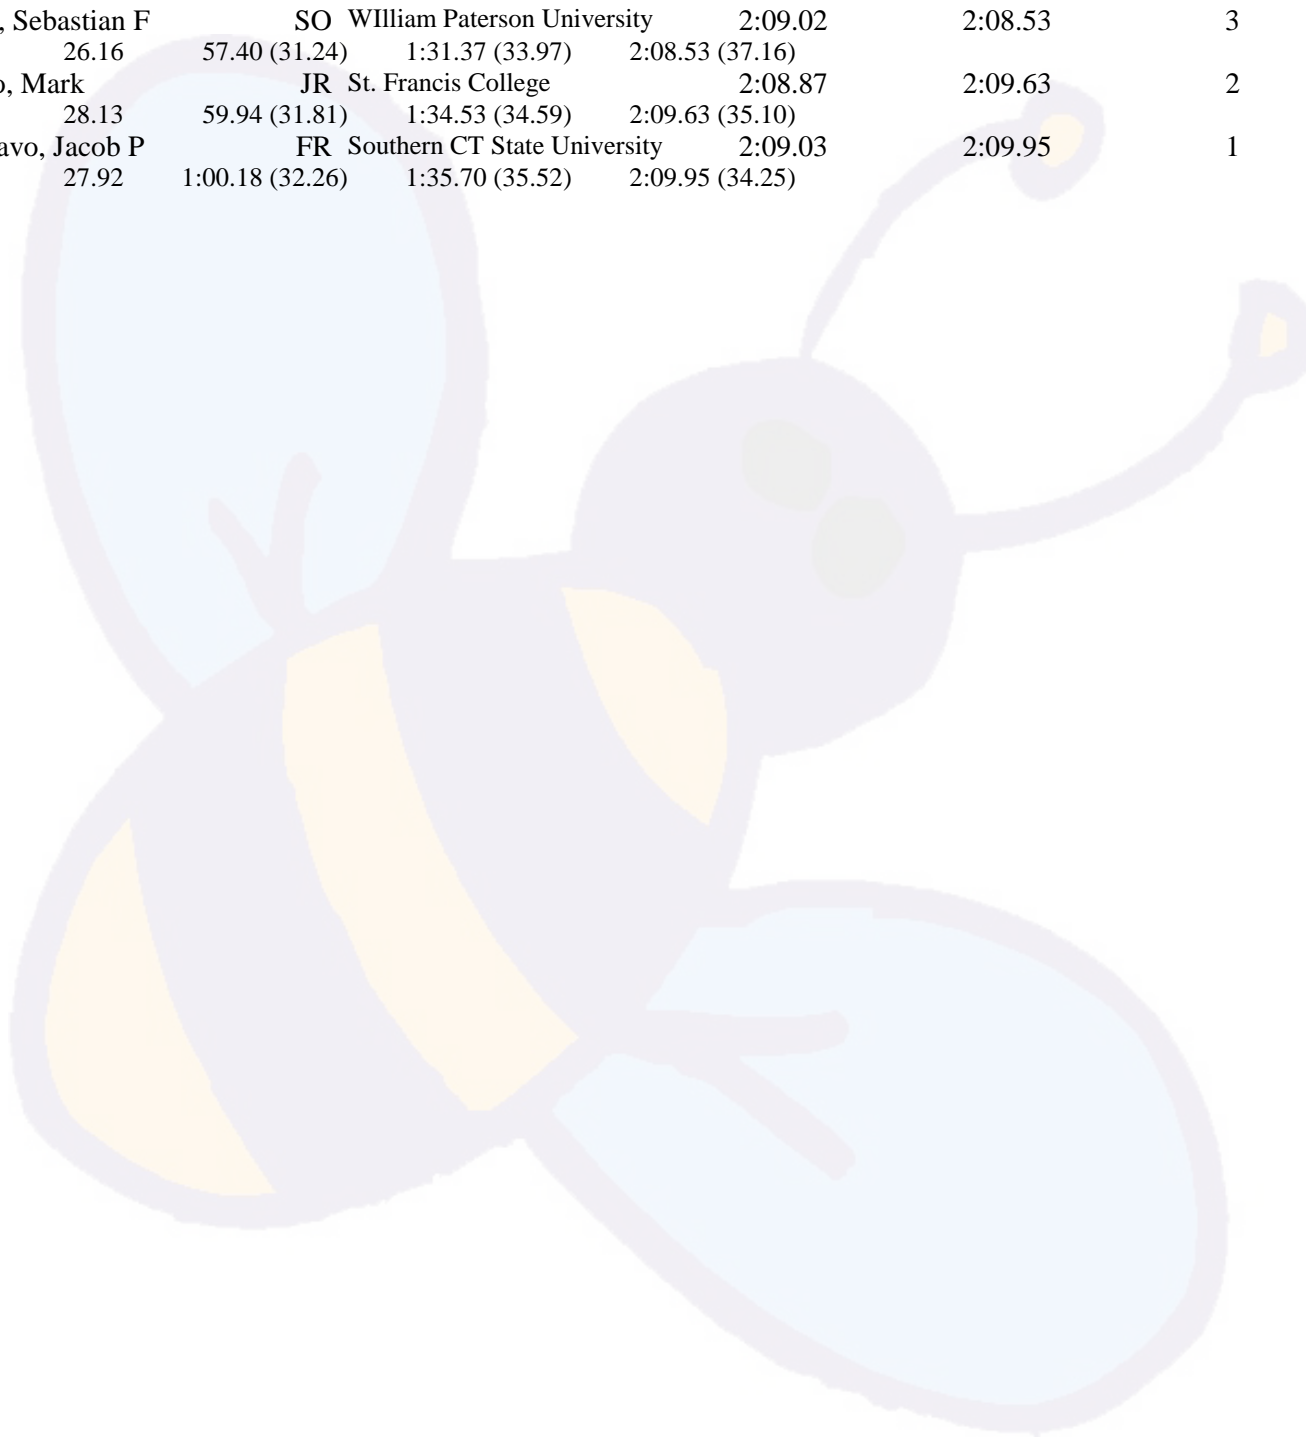 , Sebastian F SO WIlliam Paterson University 2:09.02 2:08.53 3
26.16 57.40 (31.24) 1:31.37 (33.97) 2:08.53 (37.16)
o, Mark JR St. Francis College 2:08.87 2:09.63 2
28.13 59.94 (31.81) 1:34.53 (34.59) 2:09.63 (35.10)
avo, Jacob P FR Southern CT State University 2:09.03 2:09.95 1
27.92 1:00.18 (32.26) 1:35.70 (35.52) 2:09.95 (34.25)